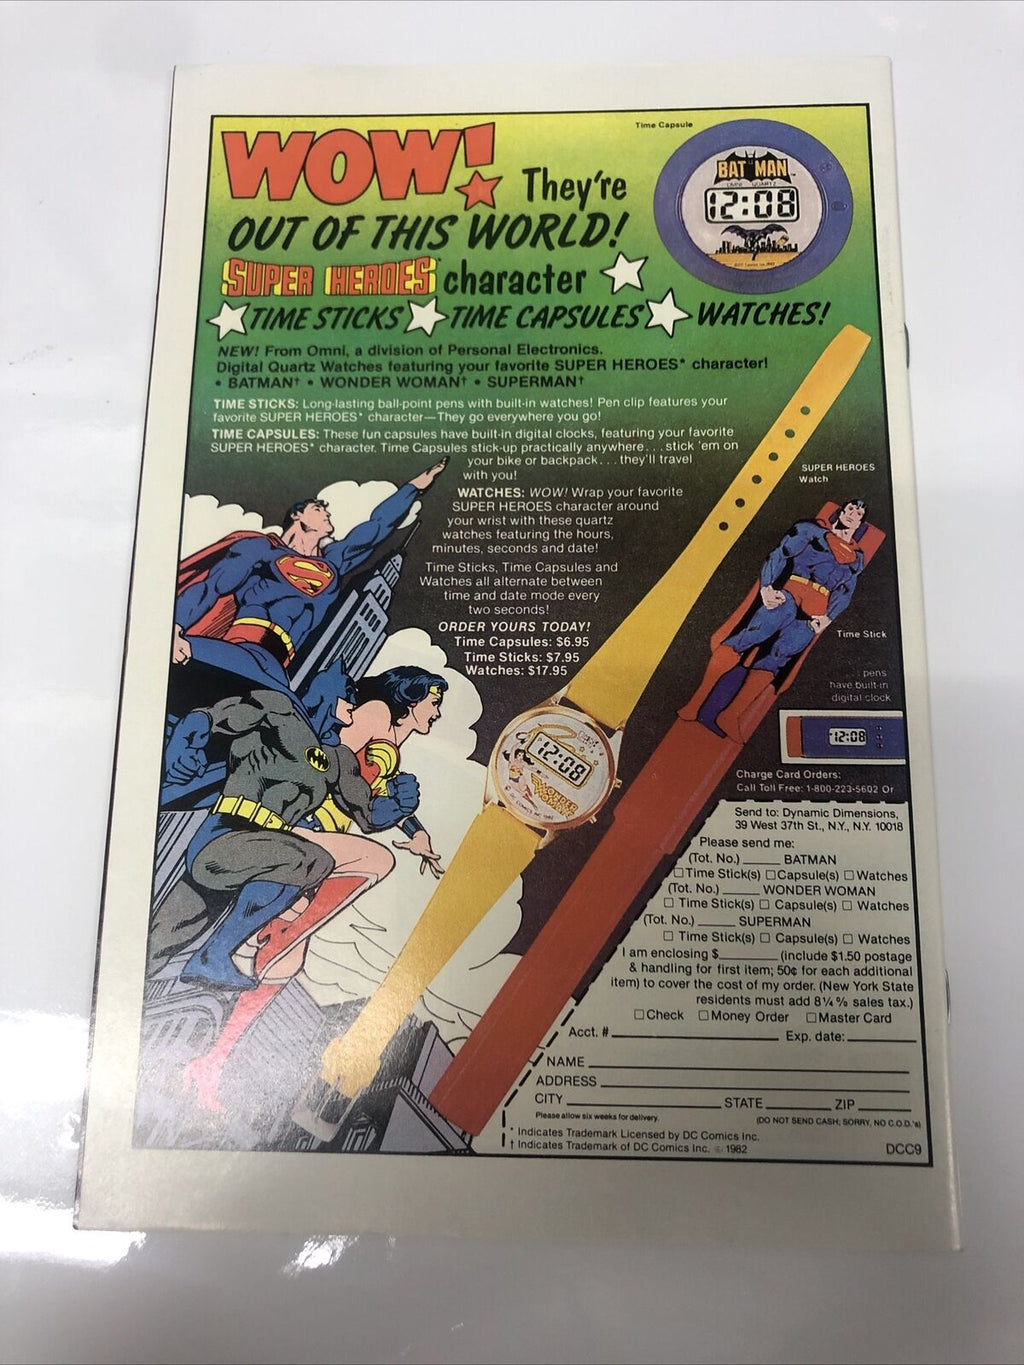 Time Capsule
WOW! They're
OUT OF THIS WORLD!
SUPER HEROES character
TIME STICKS TIME CAPSULES WATCHES!
BATMAN
OMNI QUARTZ
12:08
NEW! From Omni, a division of Personal Electronics.
Digital Quartz Watches featuring your favorite SUPER HEROES* character!
• BATMAN† • WONDER WOMAN† • SUPERMAN†
TIME STICKS: Long-lasting ball-point pens with built-in watches! Pen clip features your
favorite SUPER HEROES* character—They go everywhere you go!
TIME CAPSULES: These fun capsules have built-in digital clocks, featuring your favorite
SUPER HEROES* character. Time Capsules stick-up practically anywhere...stick 'em on
your bike or backpack...they'll travel
with you!
WATCHES: WOW! Wrap your favorite
SUPER HEROES character around
your wrist with these quartz
watches featuring the hours,
minutes, seconds and date!
Time Sticks, Time Capsules and
Watches all alternate between
time and date mode every
two seconds!
ORDER YOURS TODAY!
Time Capsules: $6.95
Time Sticks: $7.95
Watches: $17.95
SUPER HEROES
Watch
Time Stick
...pens
have built-in
digital clock
12:08
12:08
WONDER
WOMAN
Charge Card Orders:
Call Toll Free: 1-800-223-5602 Or
Send to: Dynamic Dimensions,
39 West 37th St., N.Y., N.Y. 10018
Please send me:
(Tot. No.) ______ BATMAN
☐ Time Stick(s) ☐ Capsule(s) ☐ Watches
(Tot. No.) ______ WONDER WOMAN
☐ Time Stick(s) ☐ Capsule(s) ☐ Watches
(Tot. No.) ______ SUPERMAN
☐ Time Stick(s) ☐ Capsule(s) ☐ Watches
I am enclosing $________ (include $1.50 postage
& handling for first item; 50¢ for each additional
item) to cover the cost of my order. (New York State
residents must add 8¼% sales tax.)
☐ Check ☐ Money Order ☐ Master Card
Acct. # ____________ Exp. date: ________
NAME
ADDRESS
CITY ____________ STATE ______ ZIP ______
Please allow six weeks for delivery. (DO NOT SEND CASH; SORRY, NO C.O.D.'s)
* Indicates Trademark Licensed by DC Comics Inc.
† Indicates Trademark of DC Comics Inc. © 1982
DCC9